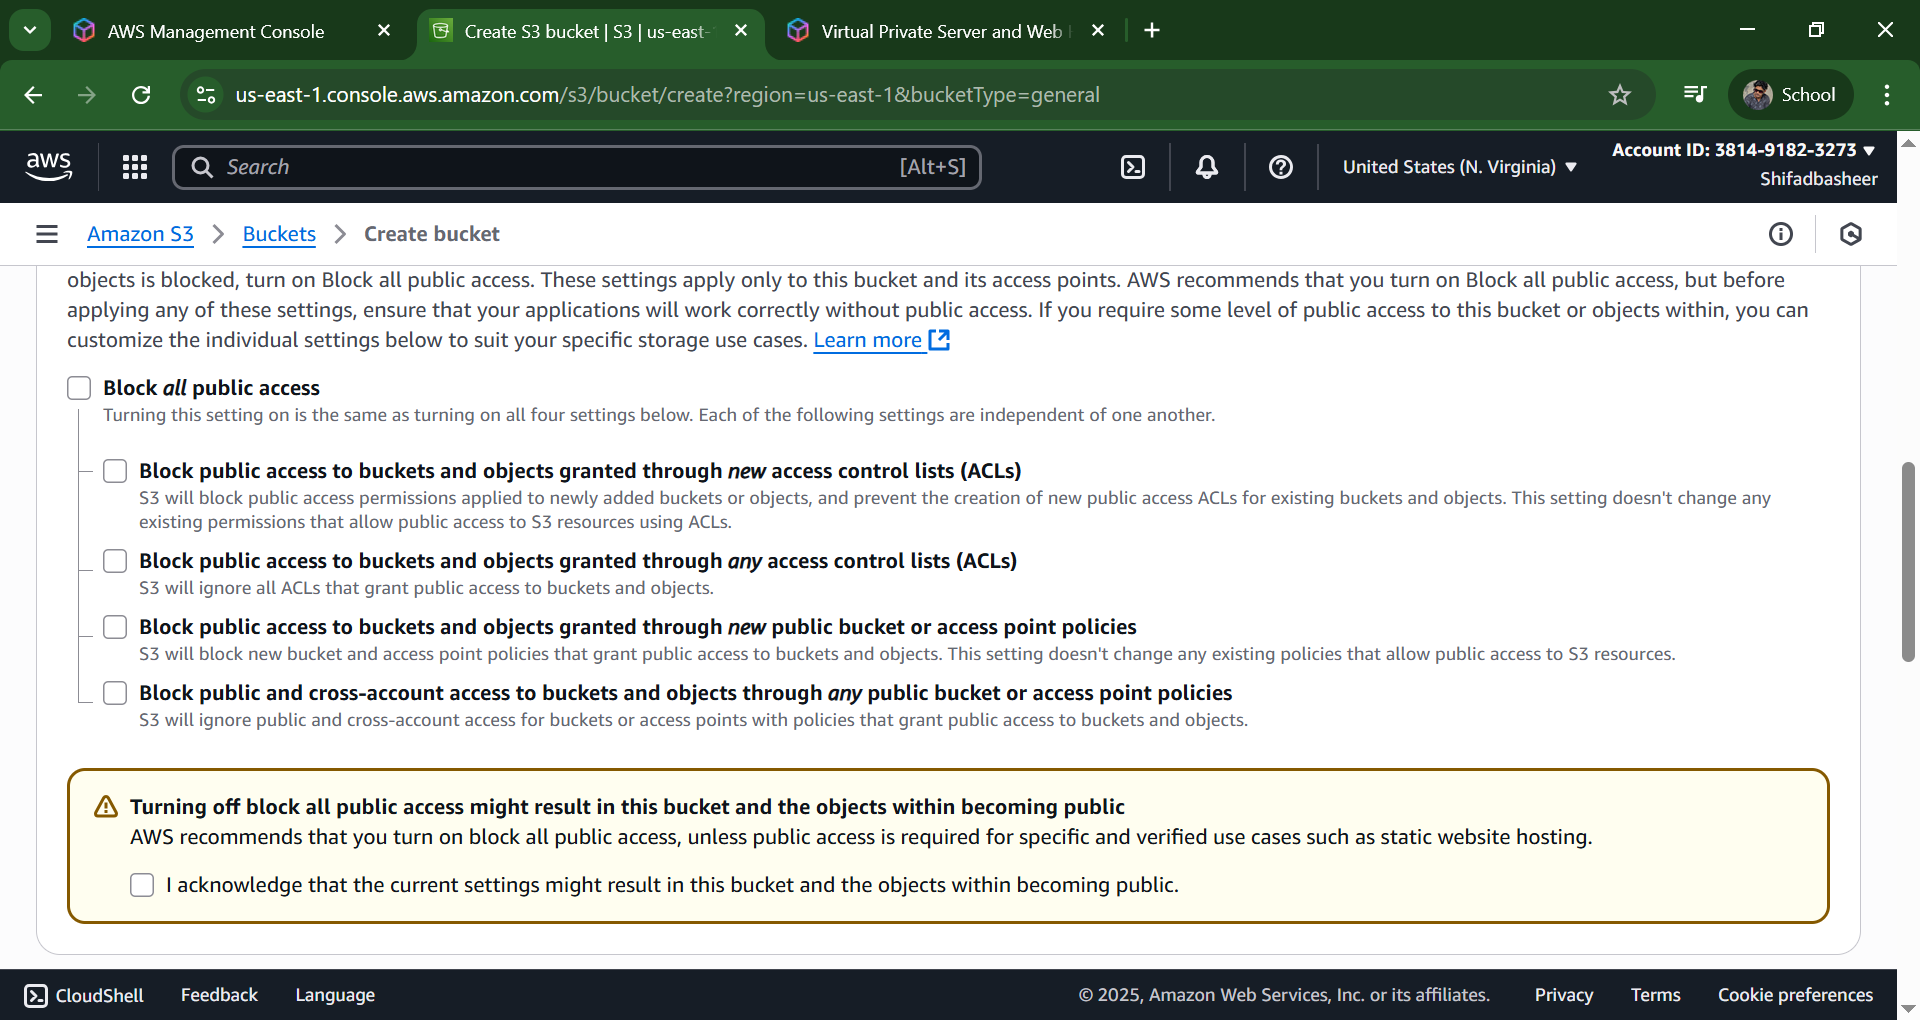 AWS Management Console
Create S3 bucket | S3 | us-east-
Virtual Private Server and Web
us-east-1.console.aws.amazon.com/s3/bucket/create?region=us-east-1&bucketType=general
School
aws
Search
[Alt+S]
United States (N. Virginia)
Account ID: 3814-9182-3273
Shifadbasheer
Amazon S3 > Buckets > Create bucket
objects is blocked, turn on Block all public access. These settings apply only to this bucket and its access points. AWS recommends that you turn on Block all public access, but before
applying any of these settings, ensure that your applications will work correctly without public access. If you require some level of public access to this bucket or objects within, you can
customize the individual settings below to suit your specific storage use cases. Learn more
Block all public access
Turning this setting on is the same as turning on all four settings below. Each of the following settings are independent of one another.
Block public access to buckets and objects granted through new access control lists (ACLs)
S3 will block public access permissions applied to newly added buckets or objects, and prevent the creation of new public access ACLs for existing buckets and objects. This setting doesn't change any
existing permissions that allow public access to S3 resources using ACLs.
Block public access to buckets and objects granted through any access control lists (ACLs)
S3 will ignore all ACLs that grant public access to buckets and objects.
Block public access to buckets and objects granted through new public bucket or access point policies
S3 will block new bucket and access point policies that grant public access to buckets and objects. This setting doesn't change any existing policies that allow public access to S3 resources.
Block public and cross-account access to buckets and objects through any public bucket or access point policies
S3 will ignore public and cross-account access for buckets or access points with policies that grant public access to buckets and objects.
Turning off block all public access might result in this bucket and the objects within becoming public
AWS recommends that you turn on block all public access, unless public access is required for specific and verified use cases such as static website hosting.
I acknowledge that the current settings might result in this bucket and the objects within becoming public.
CloudShell
Feedback
Language
© 2025, Amazon Web Services, Inc. or its affiliates.
Privacy
Terms
Cookie preferences